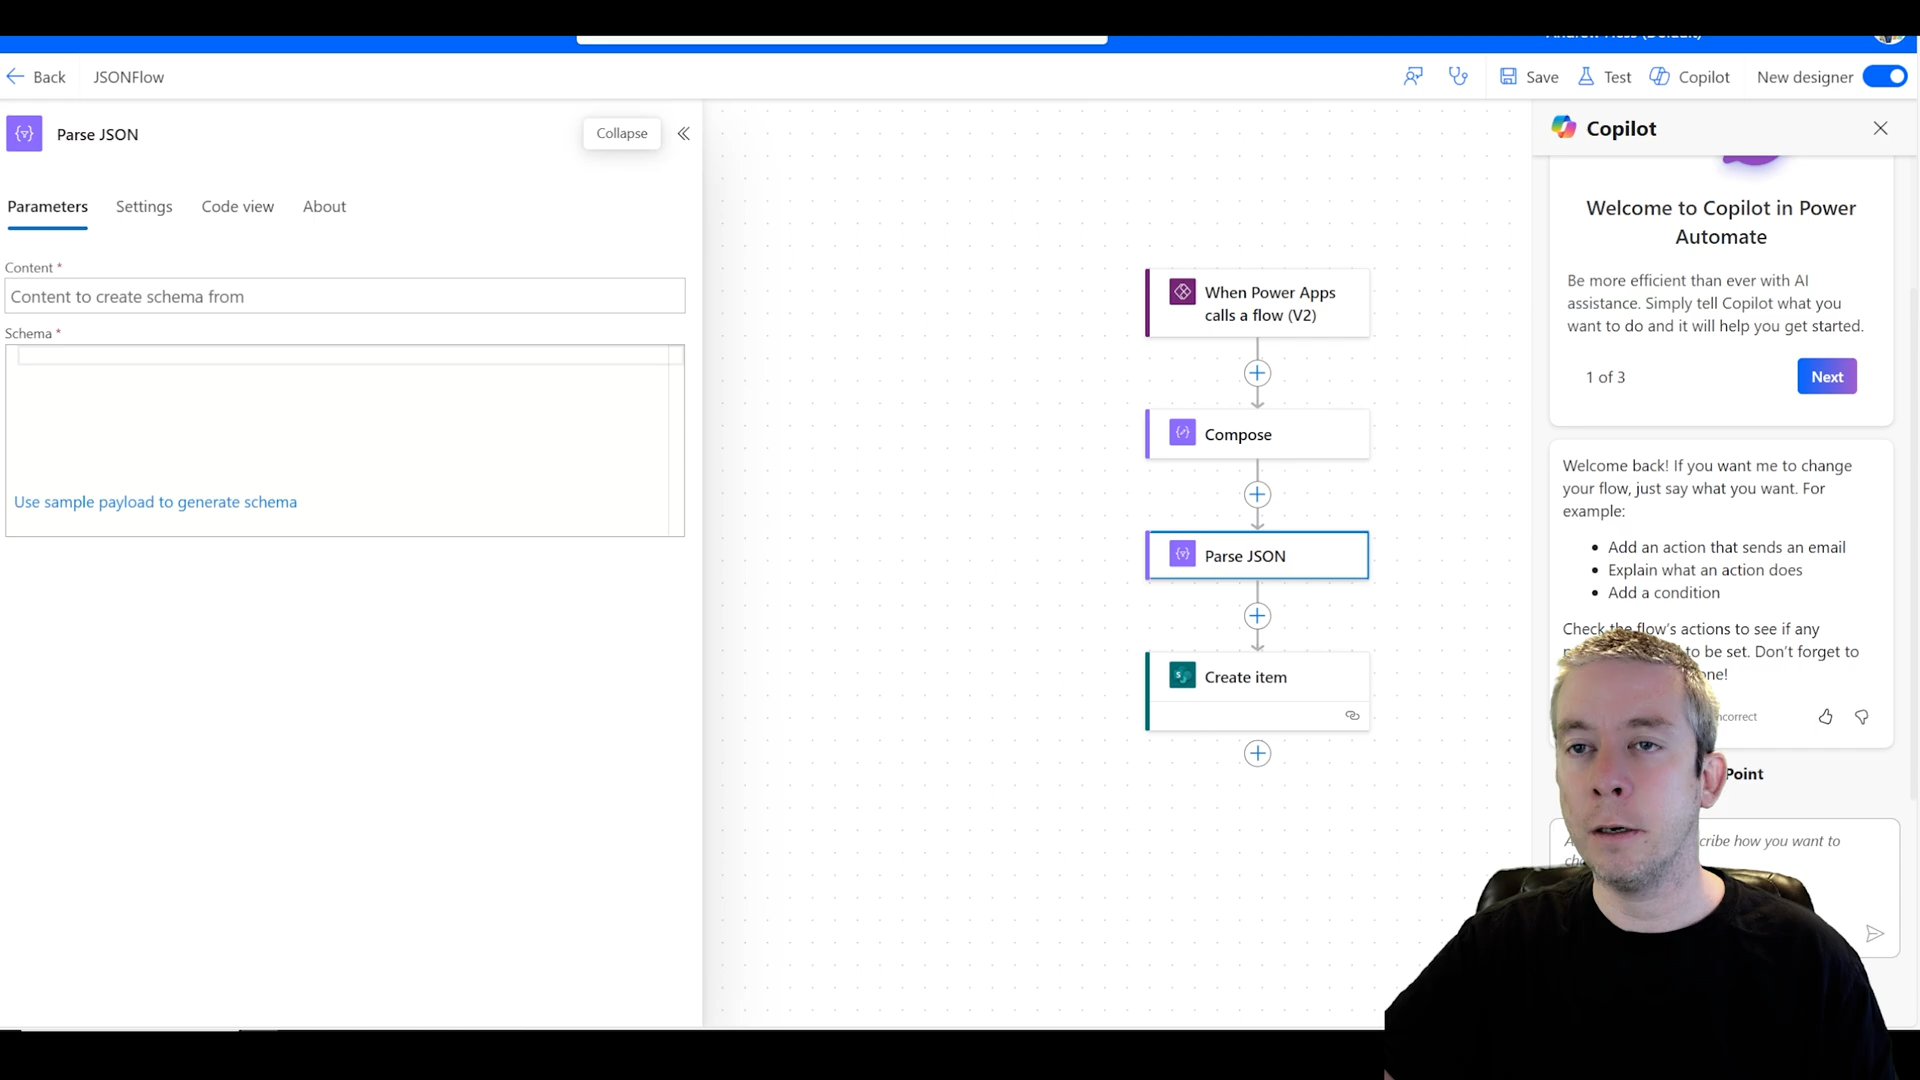 Back
JSONFlow
Save
Test
Copilot
New designer
Parse JSON
Collapse
Parameters
Settings
Code view
About
Content *
Content to create schema from
Schema *
Use sample payload to generate schema
When Power Apps
calls a flow (V2)
Compose
Parse JSON
Create item
Copilot
Welcome to Copilot in Power
Automate
Be more efficient than ever with AI
assistance. Simply tell Copilot what you
want to do and it will help you get started.
1 of 3
Next
Welcome back! If you want me to change
your flow, just say what you want. For
example:
• Add an action that sends an email
• Explain what an action does
• Add a condition
Check the flow's actions to see if any
to be set. Don't forget to
Point
how you want to